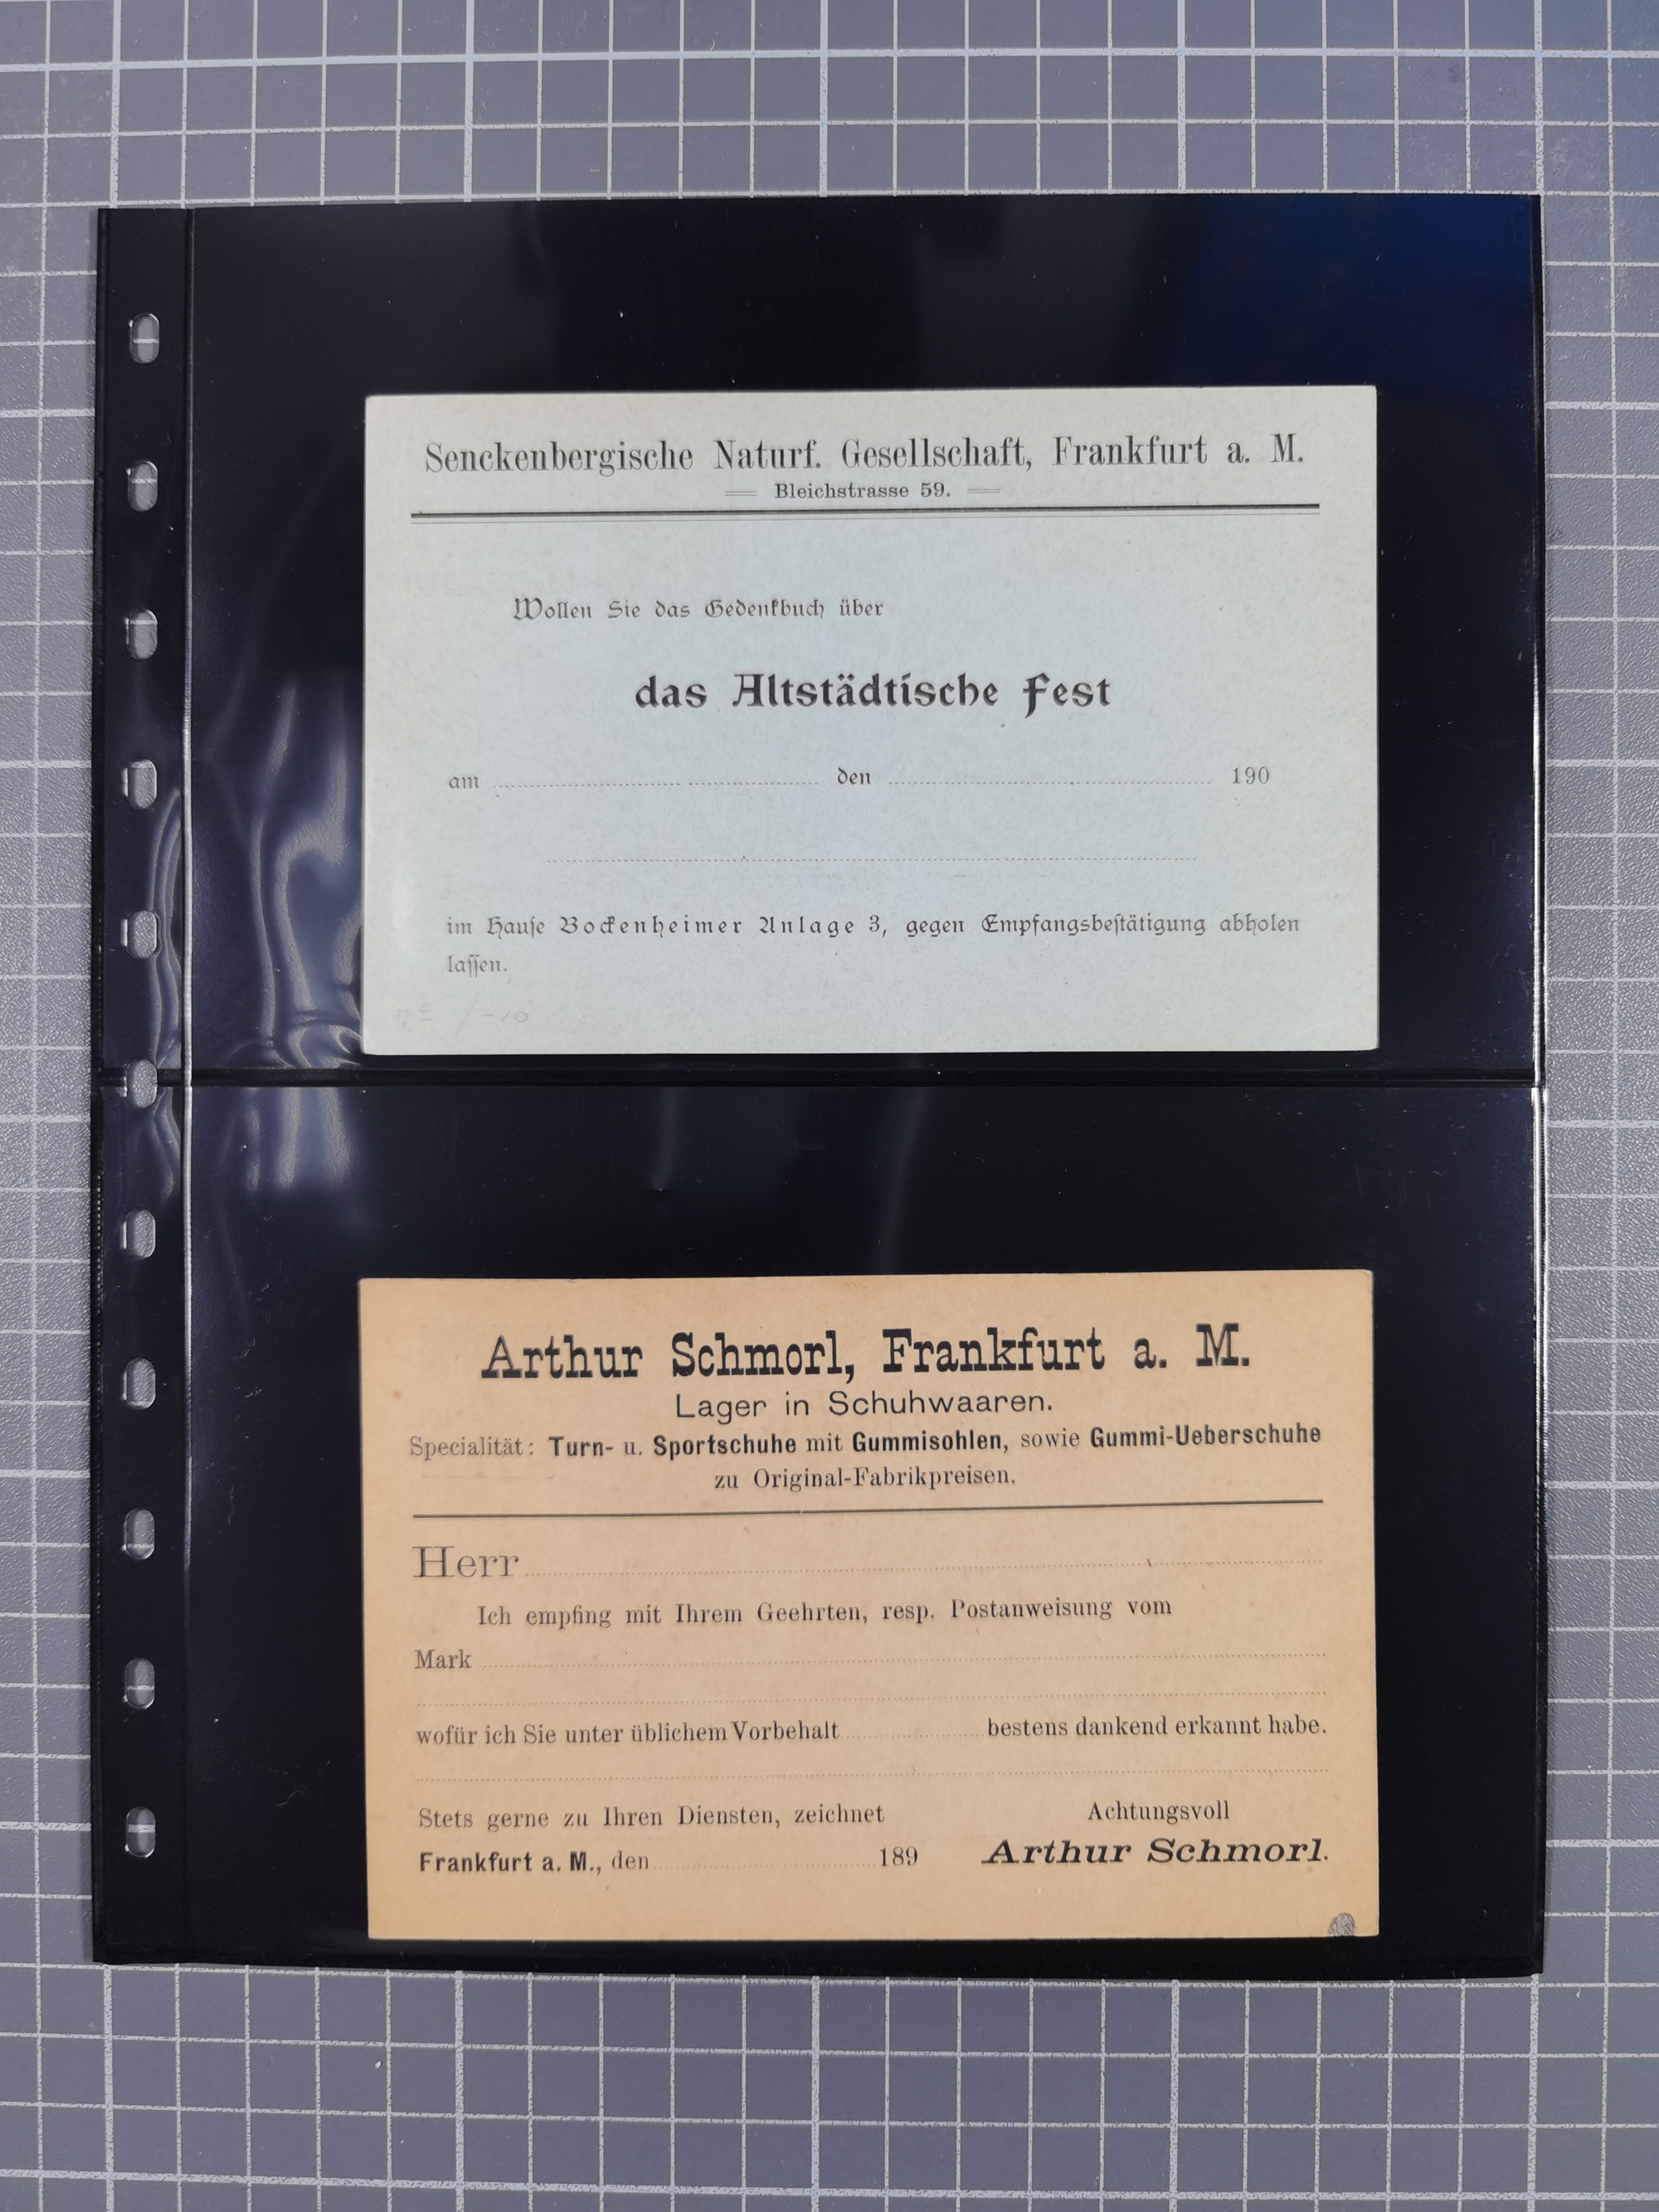 Senckenbergische Naturf. Gesellschaft, Frankfurt a. M.
Bleichstrasse 59.
Wollen Sie das Gedenkbuch über
das Altstädtische Fest
am den 190
im Hauſe Bockenheimer Anlage 3, gegen Empfangsbeſtätigung abholen
laſſen.
Arthur Schmorl, Frankfurt a. M.
Lager in Schuhwaaren.
Specialität: Turn- u. Sportschuhe mit Gummisohlen, sowie Gummi-Ueberschuhe
zu Original-Fabrikpreisen.
Herr
Ich empfing mit Ihrem Geehrten, resp. Postanweisung vom
Mark
wofür ich Sie unter üblichem Vorbehalt bestens dankend erkannt habe.
Stets gerne zu Ihren Diensten, zeichnet Achtungsvoll
Frankfurt a. M., den 189 Arthur Schmorl.